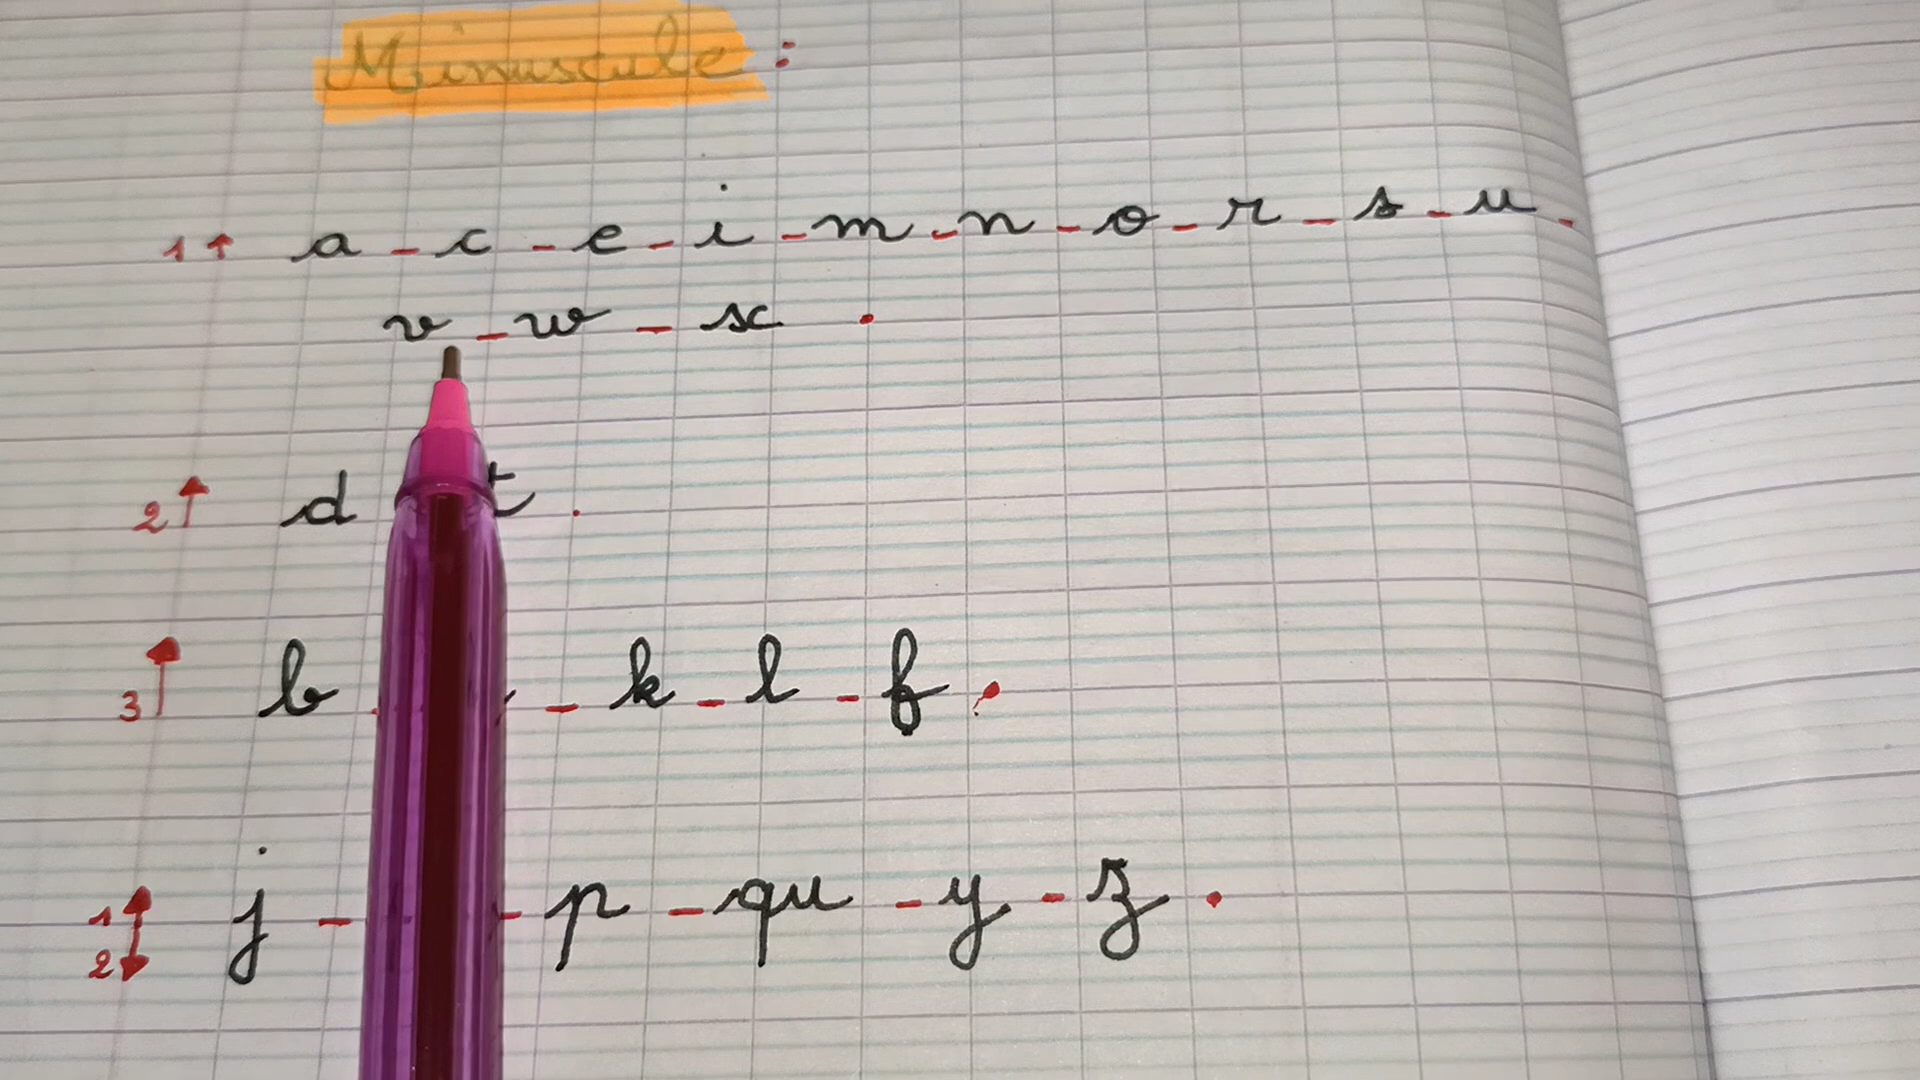 Minuscule :
1↑ a - c - e - i - m - n - o - r - s - u -
v - w - x .
2↑ d t .
3↑ b - k - l - f .
1 2 j - - p - qu - y - z .